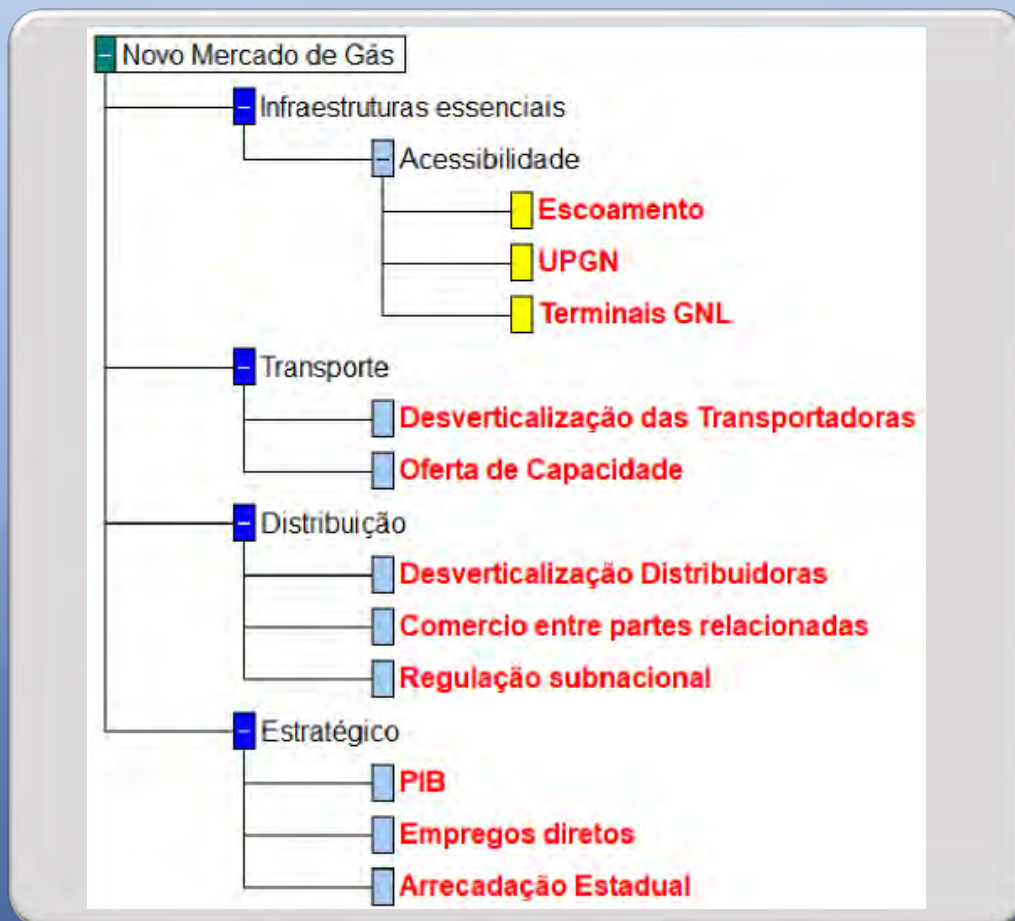 Novo Mercado de Gás
Infraestruturas essenciais
Acessibilidade
Escoamento
UPGN
Terminais GNL
Transporte
Desverticalização das Transportadoras
Oferta de Capacidade
Distribuição
Desverticalização Distribuidoras
Comercio entre partes relacionadas
Regulação subnacional
Estratégico
PIB
Empregos diretos
Arrecadação Estadual